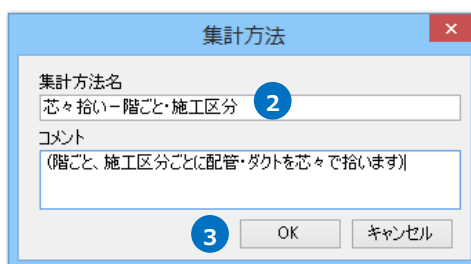 集計方法
集計方法名
芯々拾い－階ごと・施工区分
2
コメント
(階ごと、施工区分ごとに配管・ダクトを芯々で拾います)
3
OK
キャンセル